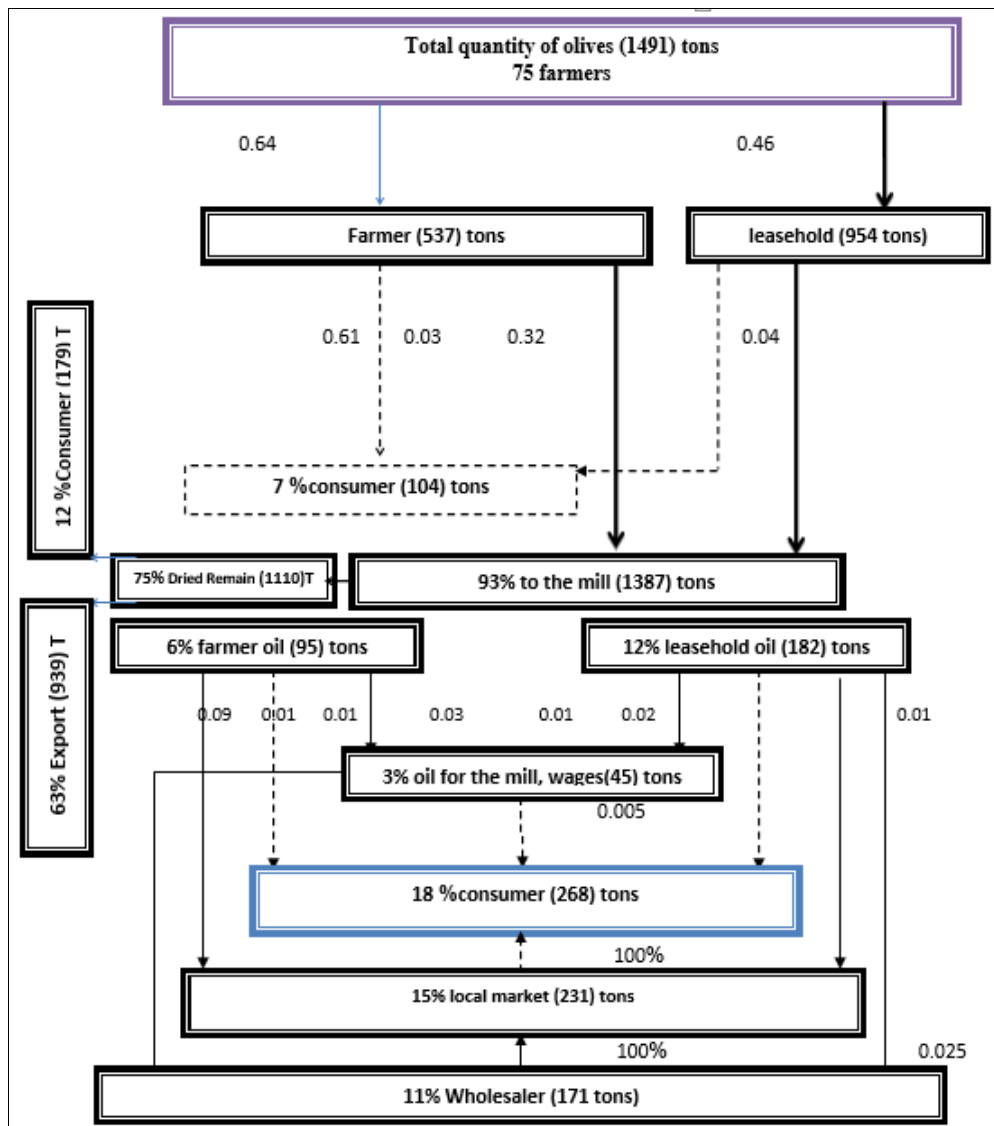 Total quantity of olives (1491) tons
75 farmers
0.64
0.46
Farmer (537) tons
leasehold (954 tons)
12 %Consumer (179) T
0.61
0.03
0.32
0.04
7 %consumer (104) tons
75% Dried Remain (1110)T
93% to the mill (1387) tons
63% Export (939) T
6% farmer oil (95) tons
12% leasehold oil (182) tons
0.09
0.01
0.01
0.03
0.01
0.02
0.01
3% oil for the mill, wages(45) tons
0.005
18 %consumer (268) tons
100%
15% local market (231) tons
100%
0.025
11% Wholesaler (171 tons)